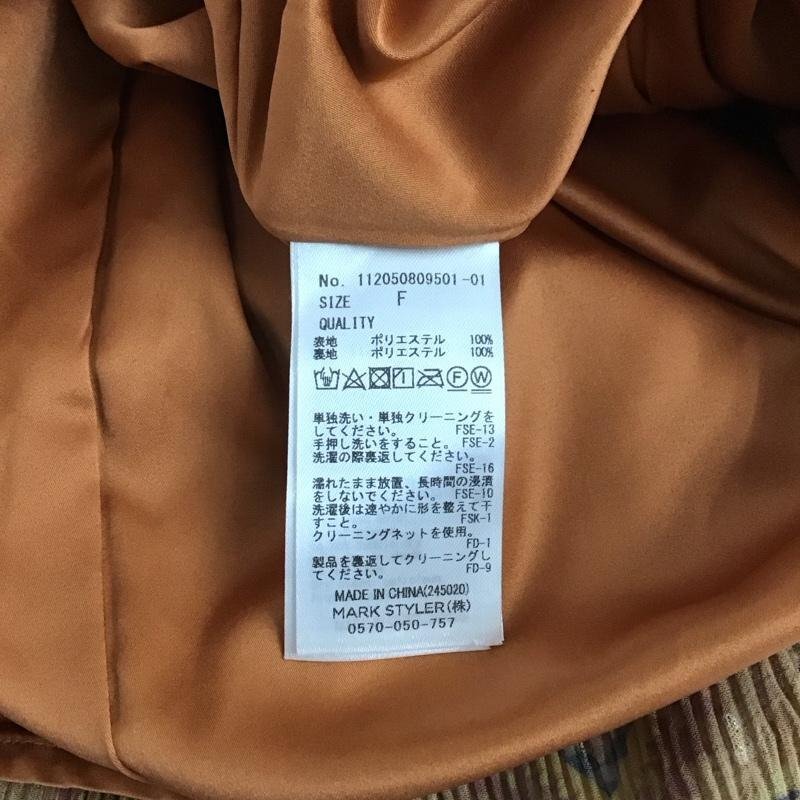 No. 112050809501-01
SIZE F
QUALITY
表地 ポリエステル 100%
裏地 ポリエステル 100%
F W
単独洗い・単独クリーニングを
してください。 FSE-13
手押し洗いをすること。 FSE-2
洗濯の際裏返してください。
FSE-16
濡れたまま放置、長時間の浸漬
をしないでください。 FSE-10
洗濯後は速やかに形を整えて干
すこと。 FSK-1
クリーニングネットを使用。
FD-1
製品を裏返してクリーニングし
てください。 FD-9
MADE IN CHINA(245020)
MARK STYLER(株)
0570-050-757